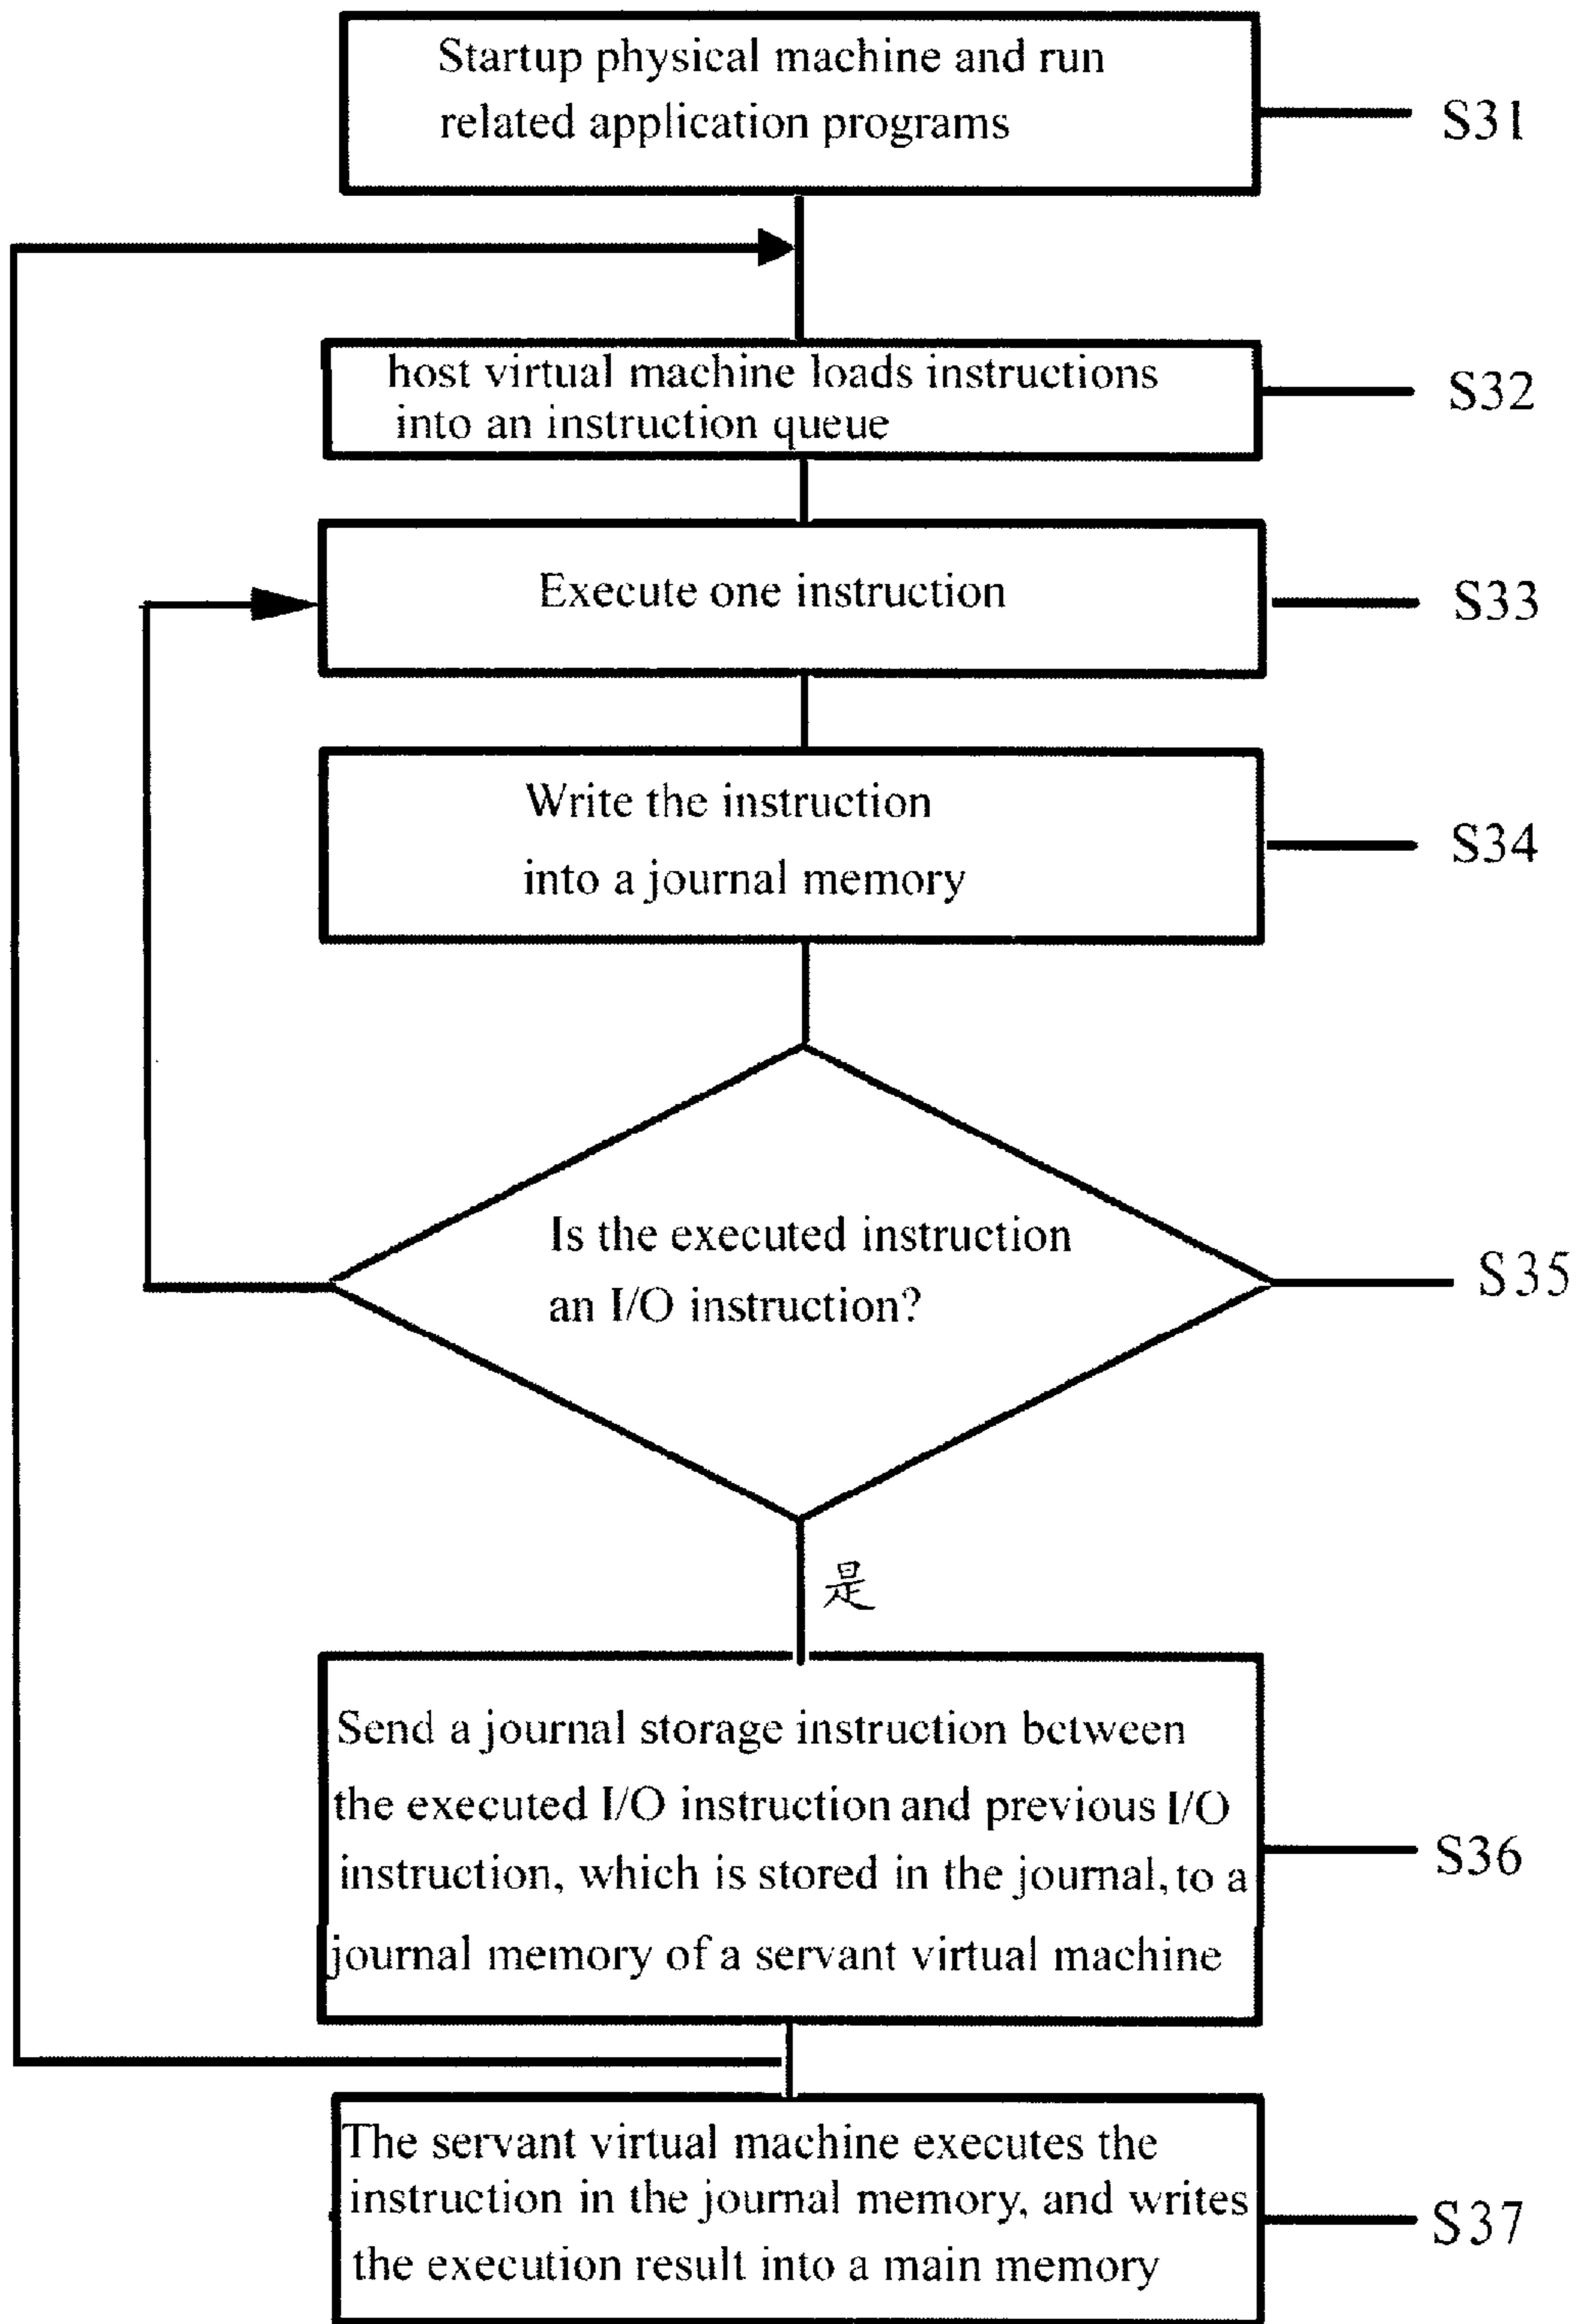 Startup physical machine and run
related application programs
S31
host virtual machine loads instructions
into an instruction queue
S32
Execute one instruction
S33
Write the instruction
into a journal memory
S34
Is the executed instruction
an I/O instruction?
S35
是
Send a journal storage instruction between
the executed I/O instruction and previous I/O
instruction, which is stored in the journal, to a
journal memory of a servant virtual machine
S36
The servant virtual machine executes the
instruction in the journal memory, and writes
the execution result into a main memory
S37